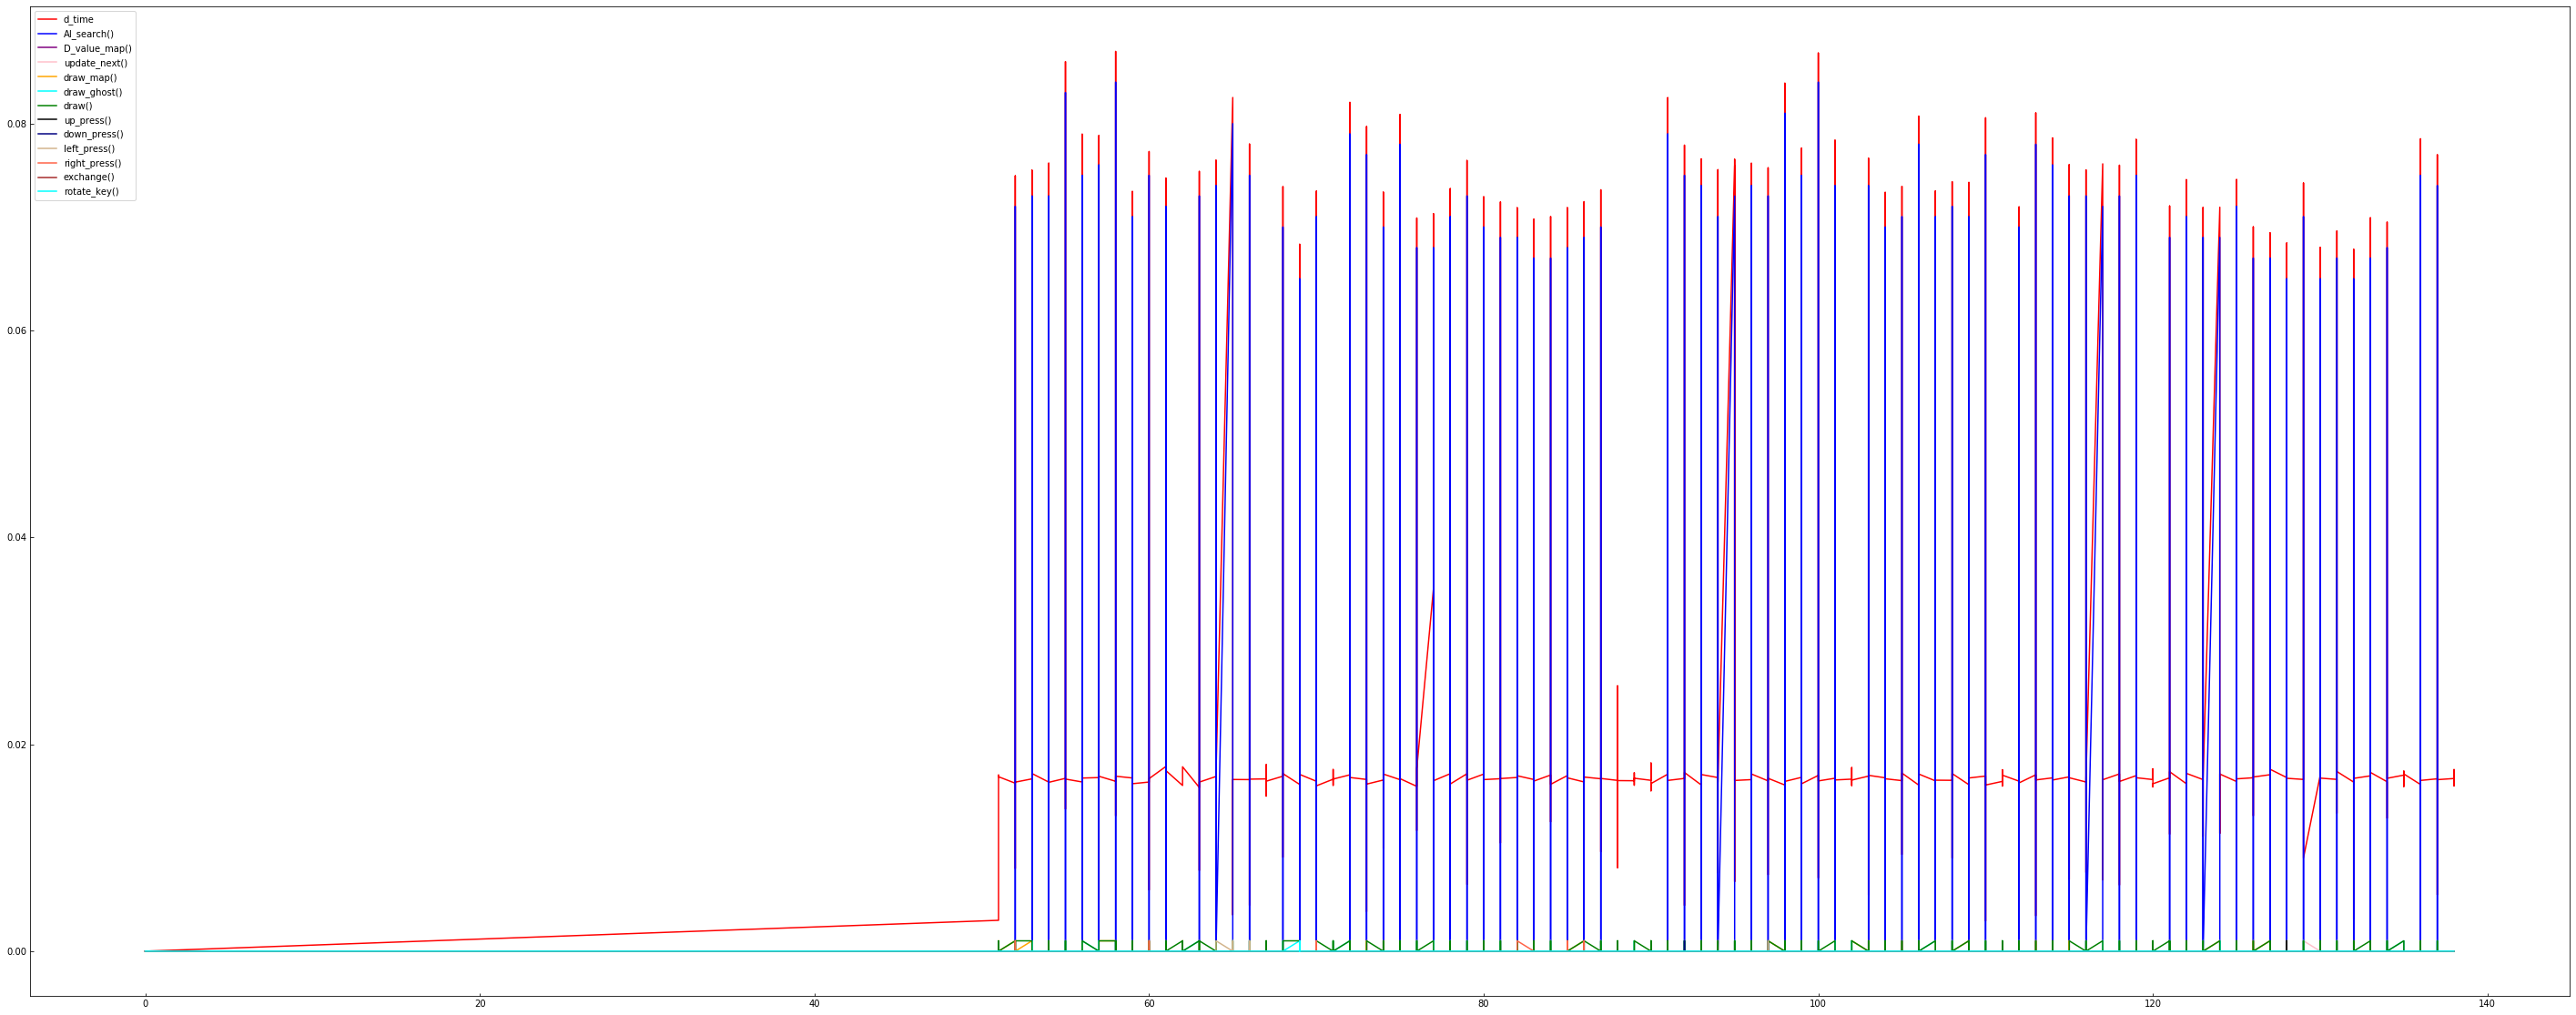 d_time
AI_search()
D_value_map()
update_next()
draw_map()
draw_ghost()
draw()
up_press()
down_press()
left_press()
right_press()
exchange()
rotate_key()
0.08
0.06
0.04
0.02
0.00
0 20 40 60 80 100 120 140